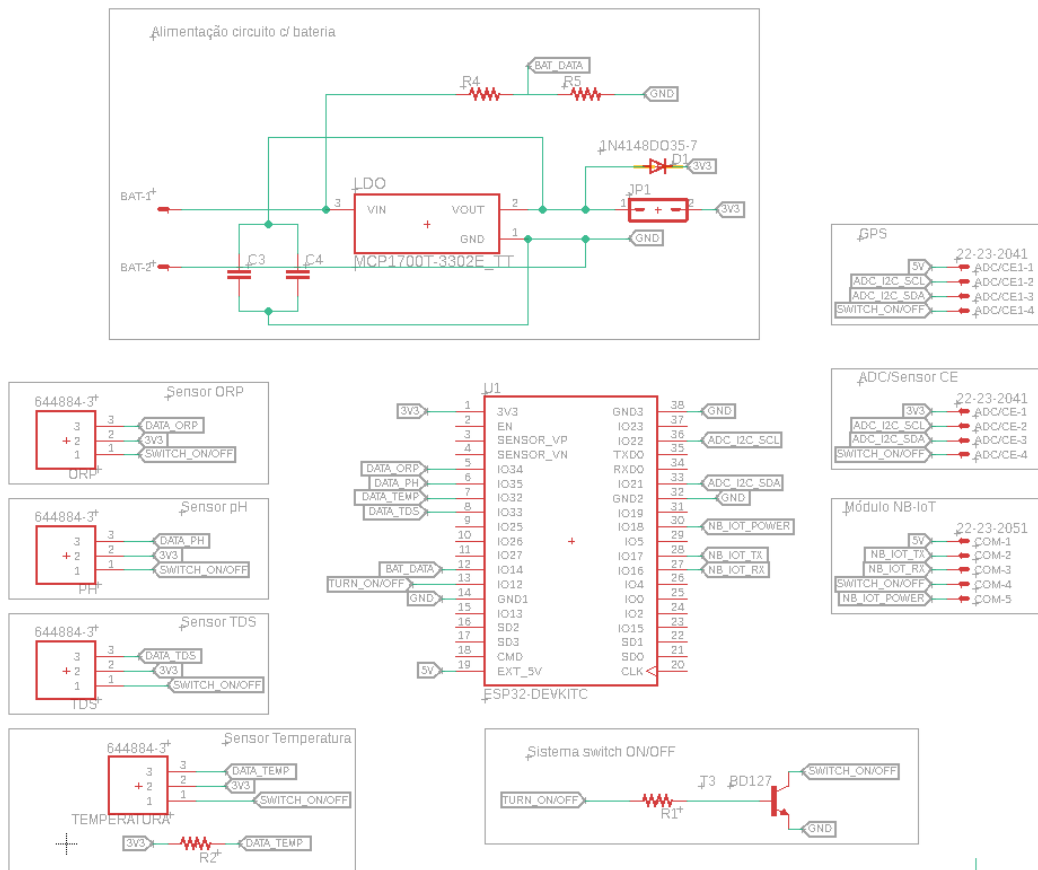 Alimentação circuito c/ bateria
BAT_DATA
R4
R5
GND
1N4148DO35-7
D1
3V3
BAT-1
LDO
3
VIN
VOUT
2
JP1
1
2
3V3
GND
1
GND
BAT-2
C3
C4
MCP1700T-3302E_TT
GPS
22-23-2041
5V
ADC/CE1-1
ADC_I2C_SCL
ADC/CE1-2
ADC_I2C_SDA
ADC/CE1-3
SWITCH_ON/OFF
ADC/CE1-4
ADC/Sensor CE
22-23-2041
3V3
ADC/CE-1
ADC_I2C_SCL
ADC/CE-2
ADC_I2C_SDA
ADC/CE-3
SWITCH_ON/OFF
ADC/CE-4
Módulo NB-IoT
22-23-2051
5V
COM-1
NB_IOT_TX
COM-2
NB_IOT_RX
COM-3
SWITCH_ON/OFF
COM-4
NB_IOT_POWER
COM-5
Sensor ORP
644884-3
3 3 DATA_ORP
2 2 3V3
1 1 SWITCH_ON/OFF
ORP
Sensor pH
644884-3
3 3 DATA_PH
2 2 3V3
1 1 SWITCH_ON/OFF
PH
Sensor TDS
644884-3
3 3 DATA_TDS
2 2 3V3
1 1 SWITCH_ON/OFF
TDS
Sensor Temperatura
644884-3
3 3 DATA_TEMP
2 2 3V3
1 1 SWITCH_ON/OFF
TEMPERATURA
3V3
R2
DATA_TEMP
U1
3V3 1 3V3 GND3 38 GND
2 EN IO23 37
3 SENSOR_VP IO22 36 ADC_I2C_SCL
4 SENSOR_VN TXD0 35
DATA_ORP 5 IO34 RXD0 34
DATA_PH 6 IO35 IO21 33 ADC_I2C_SDA
DATA_TEMP 7 IO32 GND2 32 GND
DATA_TDS 8 IO33 IO19 31
9 IO25 IO18 30 NB_IOT_POWER
10 IO26 IO5 29
11 IO27 IO17 28 NB_IOT_TX
BAT_DATA 12 IO14 IO16 27 NB_IOT_RX
TURN_ON/OFF 13 IO12 IO4 26
GND 14 GND1 IO0 25
15 IO13 IO2 24
16 SD2 IO15 23
17 SD3 SD1 22
18 CMD SD0 21
5V 19 EXT_5V CLK 20
ESP32-DEVKITC
Sistema switch ON/OFF
TURN_ON/OFF
R1
T3
BD127
SWITCH_ON/OFF
GND